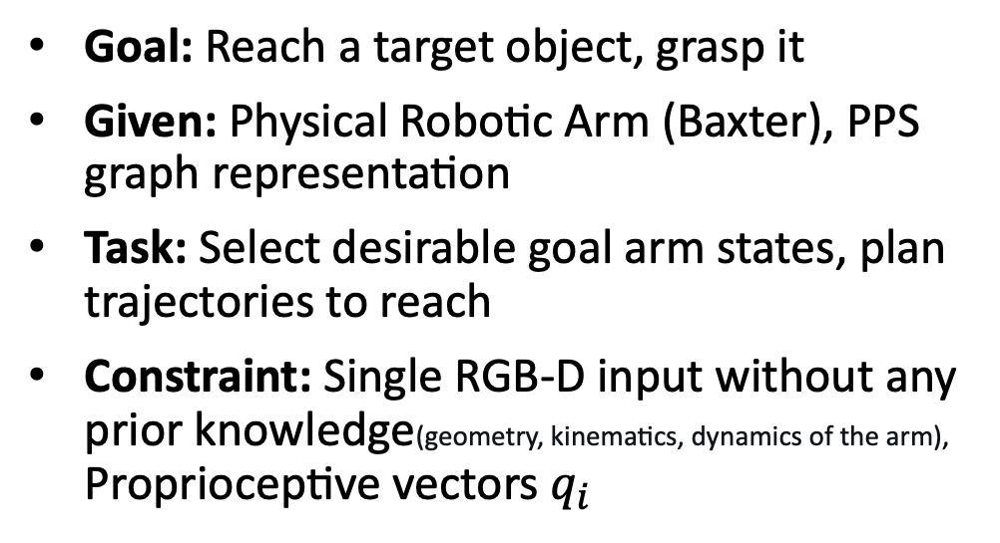 • Goal: Reach a target object, grasp it
• Given: Physical Robotic Arm (Baxter), PPS
graph representation
• Task: Select desirable goal arm states, plan
trajectories to reach
• Constraint: Single RGB-D input without any
prior knowledge(geometry, kinematics, dynamics of the arm),
Proprioceptive vectors qᵢ